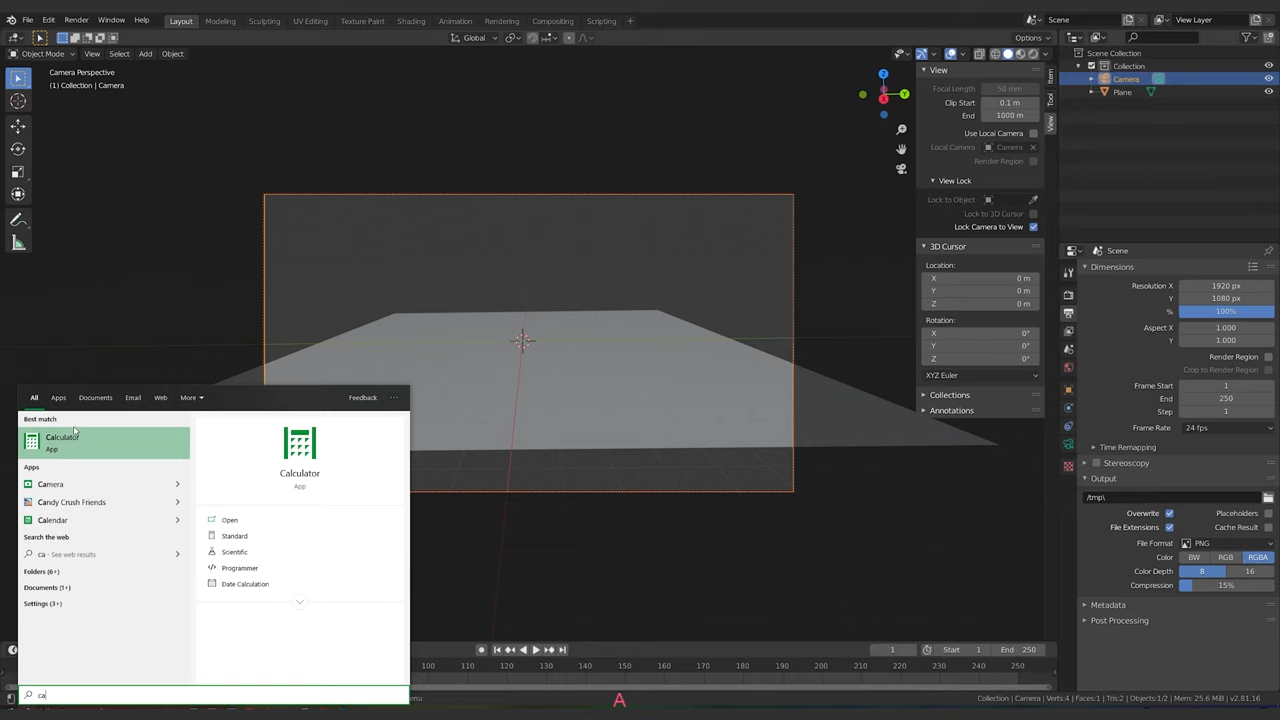 File Edit Render Window Help Layout Modeling Sculpting UV Editing Texture Paint Shading Animation Rendering Compositing Scripting + Scene View Layer
Global Options
Object Mode View Select Add Object
Camera Perspective
(1) Collection | Camera
Z
Y
X
View
Focal Length 50 mm
Clip Start 0.1 m
End 1000 m
Use Local Camera
Local Camera Camera
Render Region
View Lock
Lock to Object
Lock to 3D Cursor
Lock Camera to View
3D Cursor
Location:
X 0 m
Y 0 m
Z 0 m
Rotation:
X 0°
Y 0°
Z 0°
XYZ Euler
Collections
Annotations
Item
Tool
View
Scene Collection
Collection
Camera
Plane
Scene
Dimensions
Resolution X 1920 px
Y 1080 px
% 100%
Aspect X 1.000
Y 1.000
Render Region
Crop to Render Region
Frame Start 1
End 250
Step 1
Frame Rate 24 fps
Time Remapping
Stereoscopy
Output
/tmp\
Overwrite Placeholders
File Extensions Cache Result
File Format PNG
Color BW RGB RGBA
Color Depth 8 16
Compression 15%
Metadata
Post Processing
All Apps Documents Email Web More Feedback ...
Best match
Calculator
App
Apps
Camera
Candy Crush Friends
Calendar
Search the web
ca - See web results
Folders (6+)
Documents (1+)
Settings (3+)
Calculator
App
Open
Standard
Scientific
Programmer
Date Calculation
ca
1 Start 1 End 250
100 110 120 130 140 150 160 170 180 190 200 210 220 230 240 250
A
Collection | Camera | Verts:4 | Faces:1 | Tris:2 | Objects:1/2 | Mem: 25.6 MiB | v2.81.16